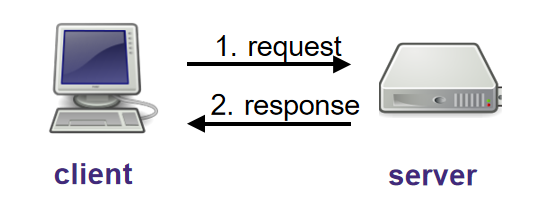 1. request
2. response
client
server